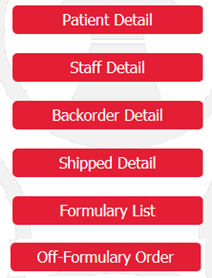 Patient Detail
Staff Detail
Backorder Detail
Shipped Detail
Formulary List
Off-Formulary Order